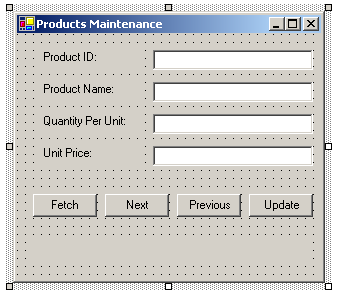 Products Maintenance
Product ID:
Product Name:
Quantity Per Unit:
Unit Price:
Fetch Next Previous Update